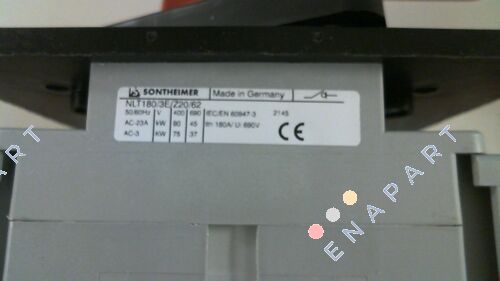 SONTHEIMER Made in Germany
NLT180/3E/Z20/62
50/60Hz V 400 690 IEC/EN 60947-3 2145
AC-23A kW 80 45 Ith 180A/Ui 690V
AC-3 kW 75 37 CE
ENAPART
ENAPART